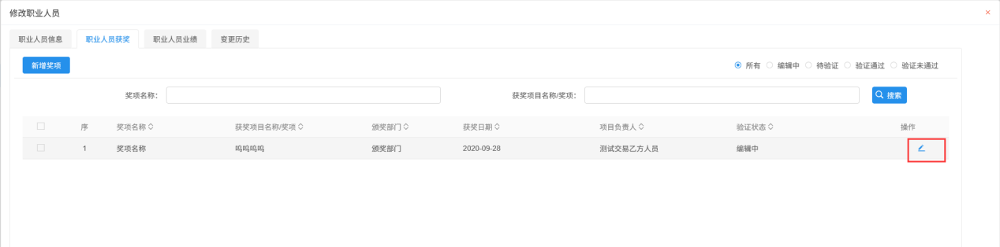 修改职业人员
×
职业人员信息 职业人员获奖 职业人员业绩 变更历史
新增奖项 所有 编辑中 待验证 验证通过 验证未通过
奖项名称: 获奖项目名称/奖项: 搜索
序 奖项名称 获奖项目名称/奖项 颁奖部门 获奖日期 项目负责人 验证状态 操作
1 奖项名称 呜呜呜呜 颁奖部门 2020-09-28 测试交易乙方人员 编辑中